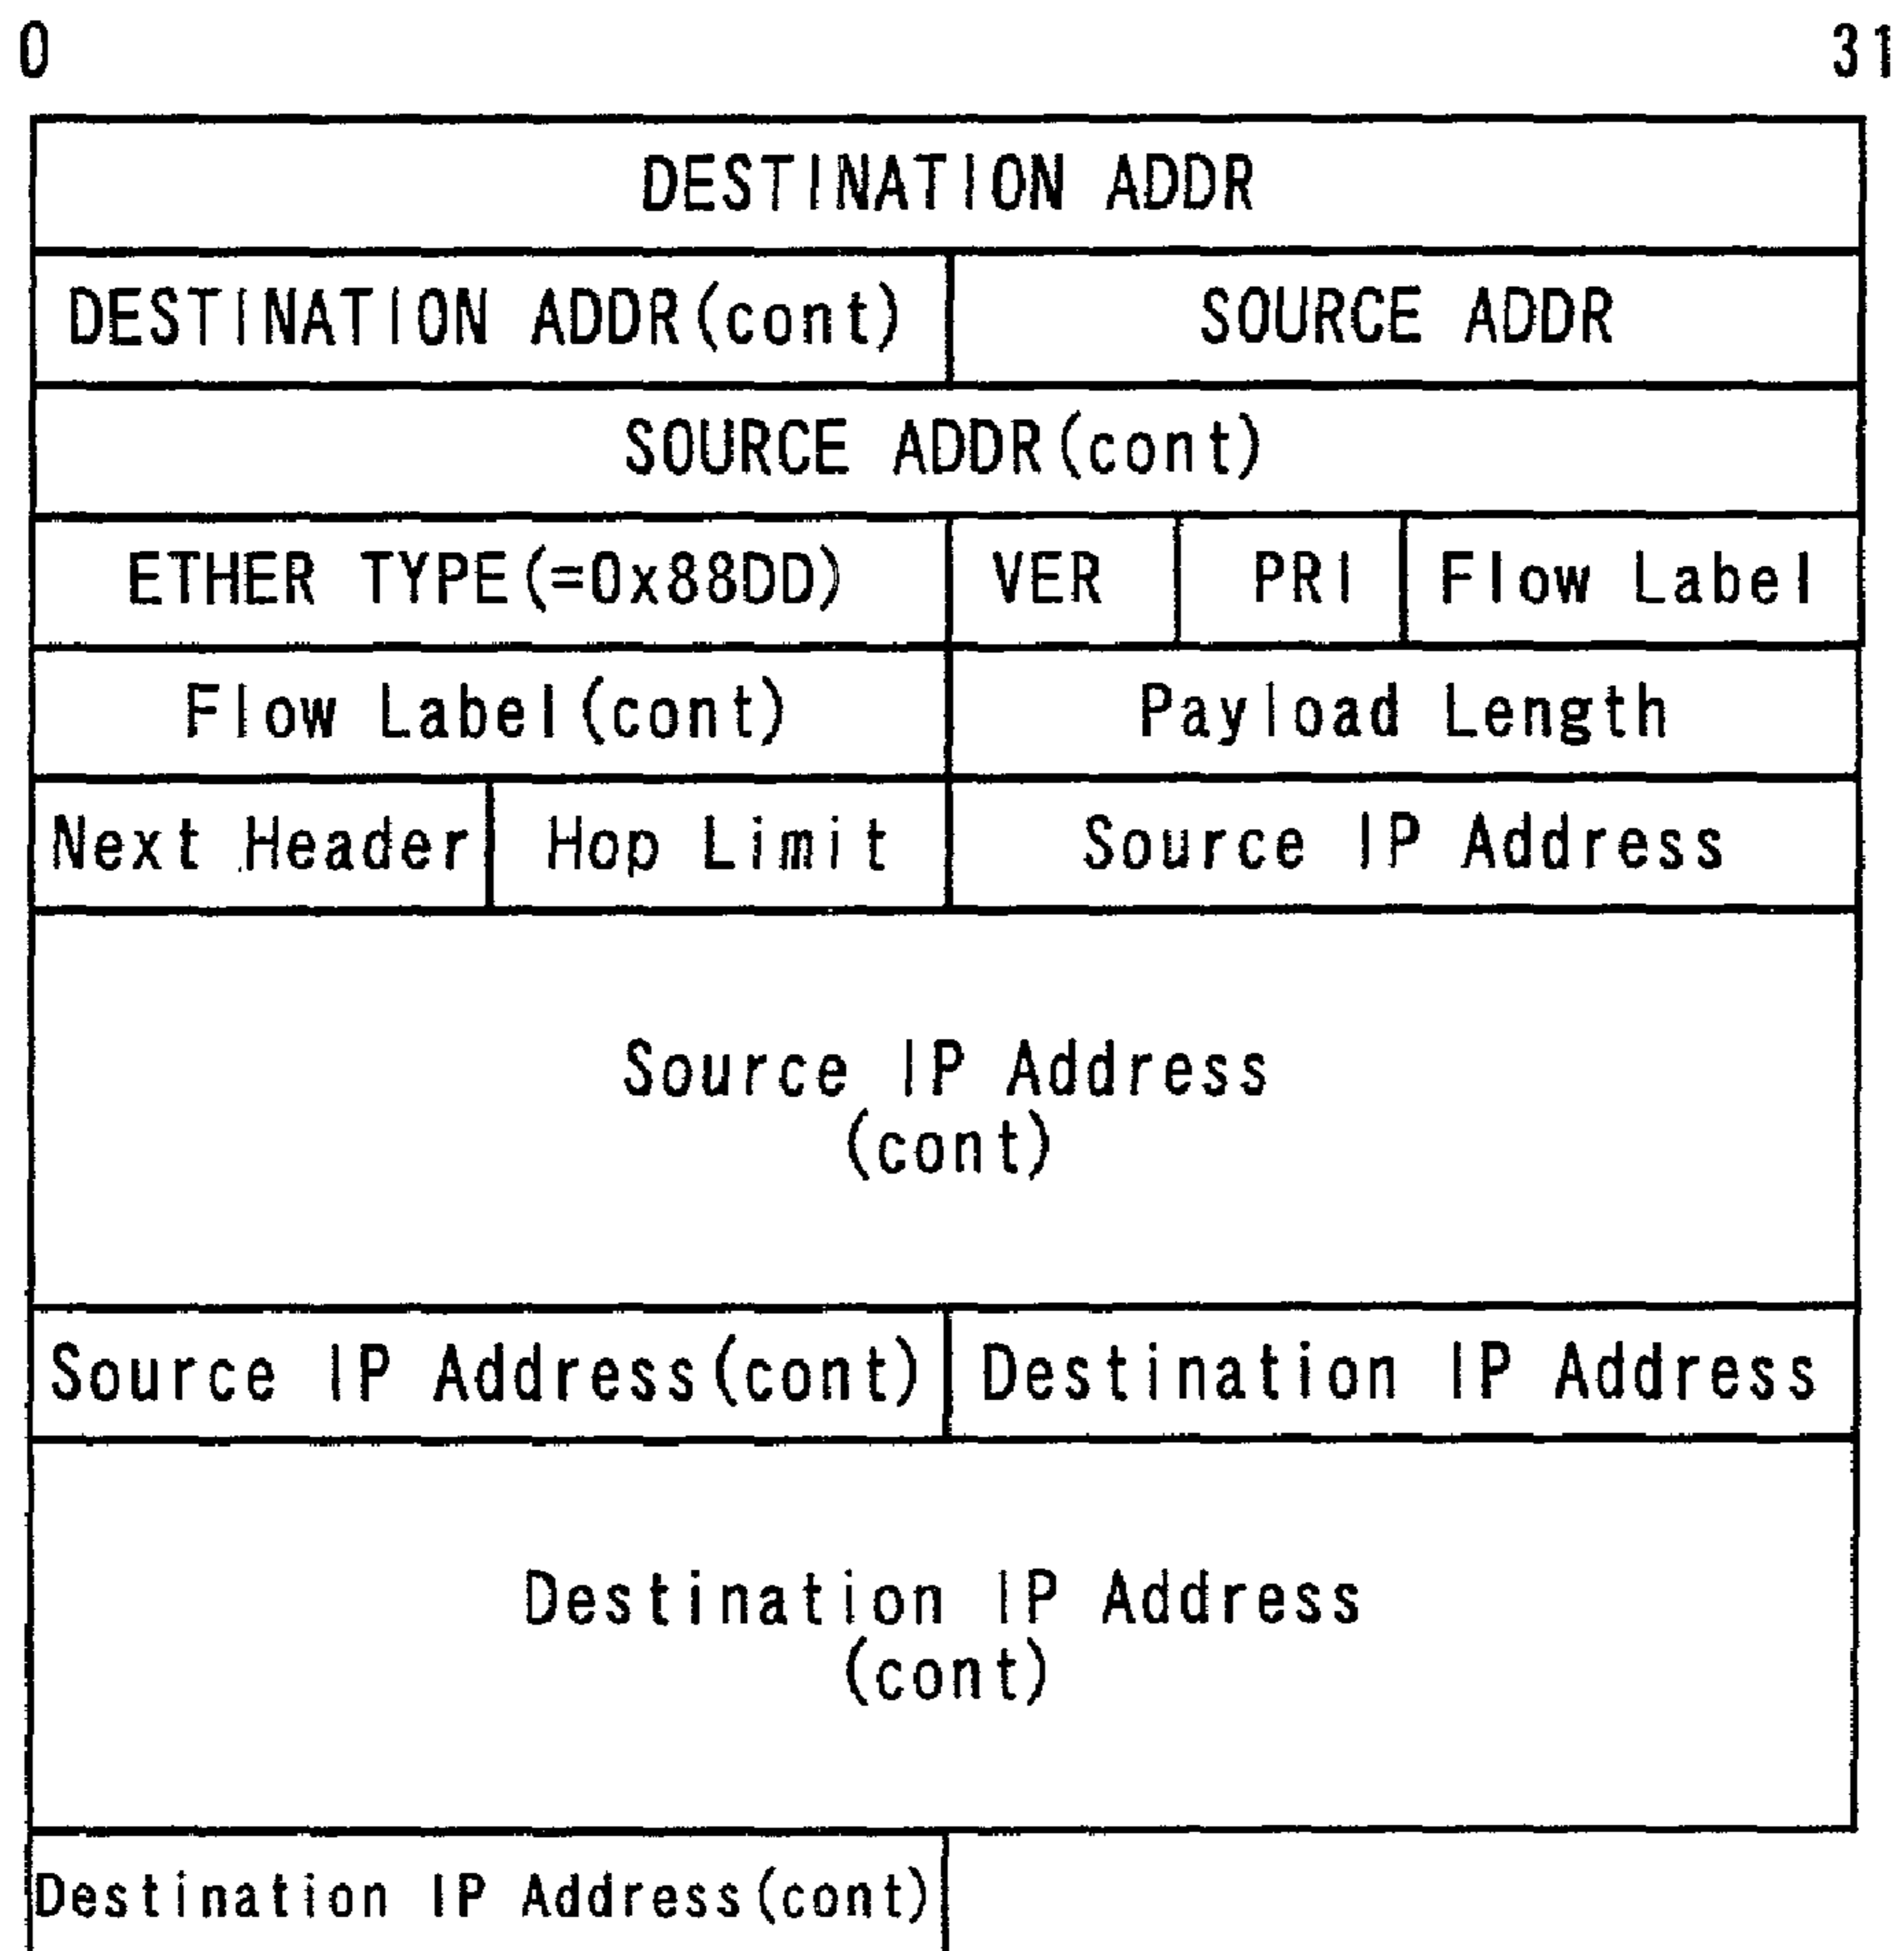 0 31
DESTINATION ADDR
DESTINATION ADDR(cont) SOURCE ADDR
SOURCE ADDR(cont)
ETHER TYPE(=0x88DD) VER PRI Flow Label
Flow Label(cont) Payload Length
Next Header Hop Limit Source IP Address
Source IP Address
(cont)
Source IP Address(cont) Destination IP Address
Destination IP Address
(cont)
Destination IP Address(cont)